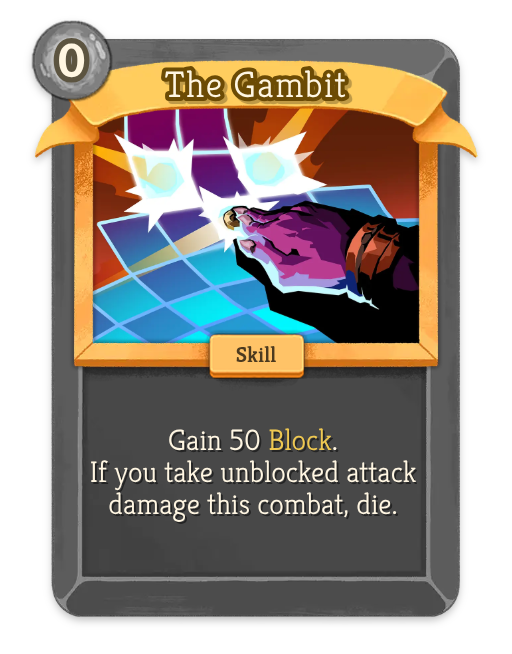 0
The Gambit
Skill
Gain 50 Block.
If you take unblocked attack
damage this combat, die.